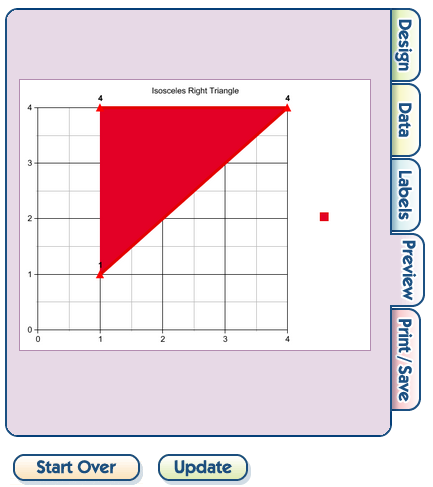 Isosceles Right Triangle
4 4
4
3
2
1
1
0
0 1 2 3 4
Design
Data
Labels
Preview
Print / Save
Start Over
Update